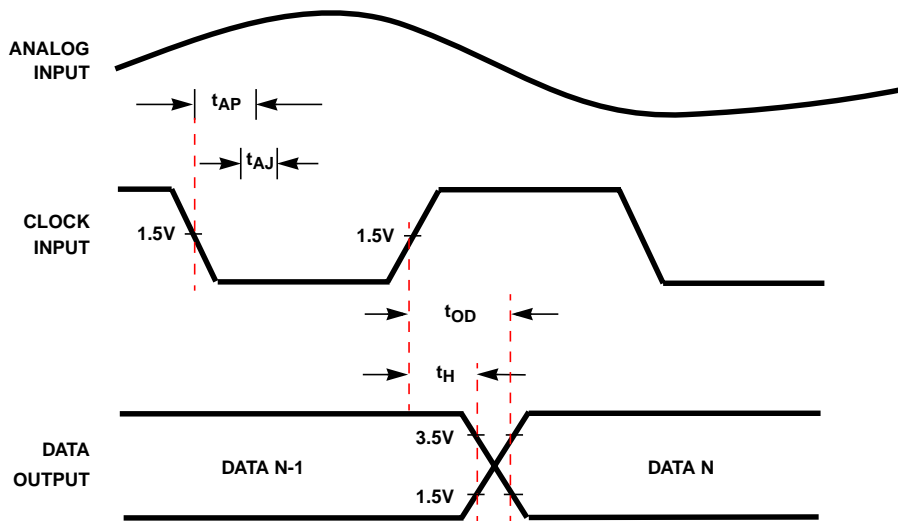 ANALOG
INPUT
tAP
tAJ
CLOCK
INPUT
1.5V
1.5V
tOD
tH
DATA
OUTPUT
DATA N-1
3.5V
1.5V
DATA N